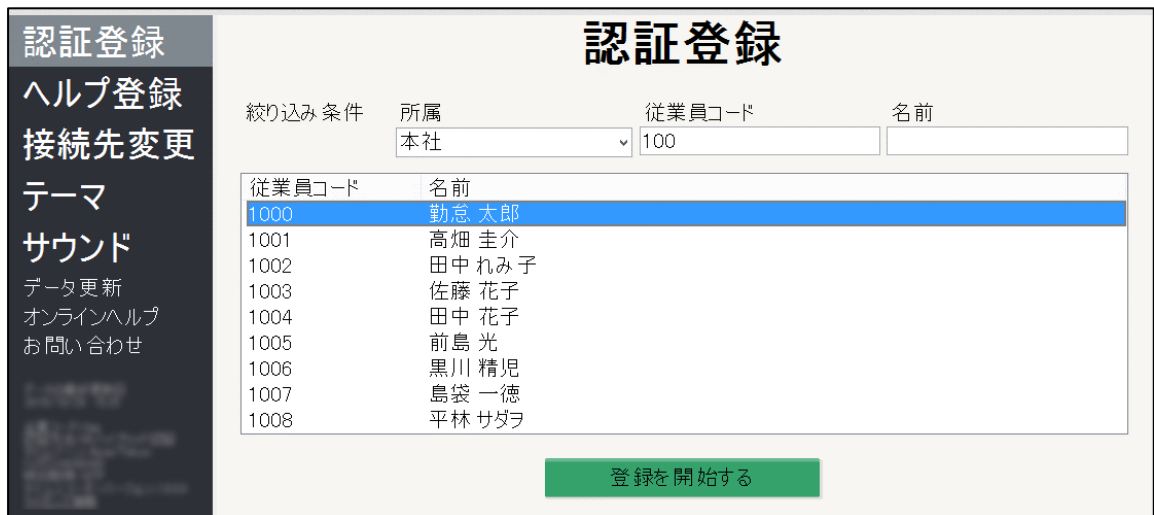 認証登録
ヘルプ登録
接続先変更
テーマ
サウンド
データ更新
オンラインヘルプ
お問い合わせ
認証登録
絞り込み条件 所属 従業員コード 名前
本社 100
従業員コード 名前
1000 勤怠 太郎
1001 高畑 圭介
1002 田中 れみ子
1003 佐藤 花子
1004 田中 花子
1005 前島 光
1006 黒川 精児
1007 島袋 一徳
1008 平林 サダヲ
登録を開始する